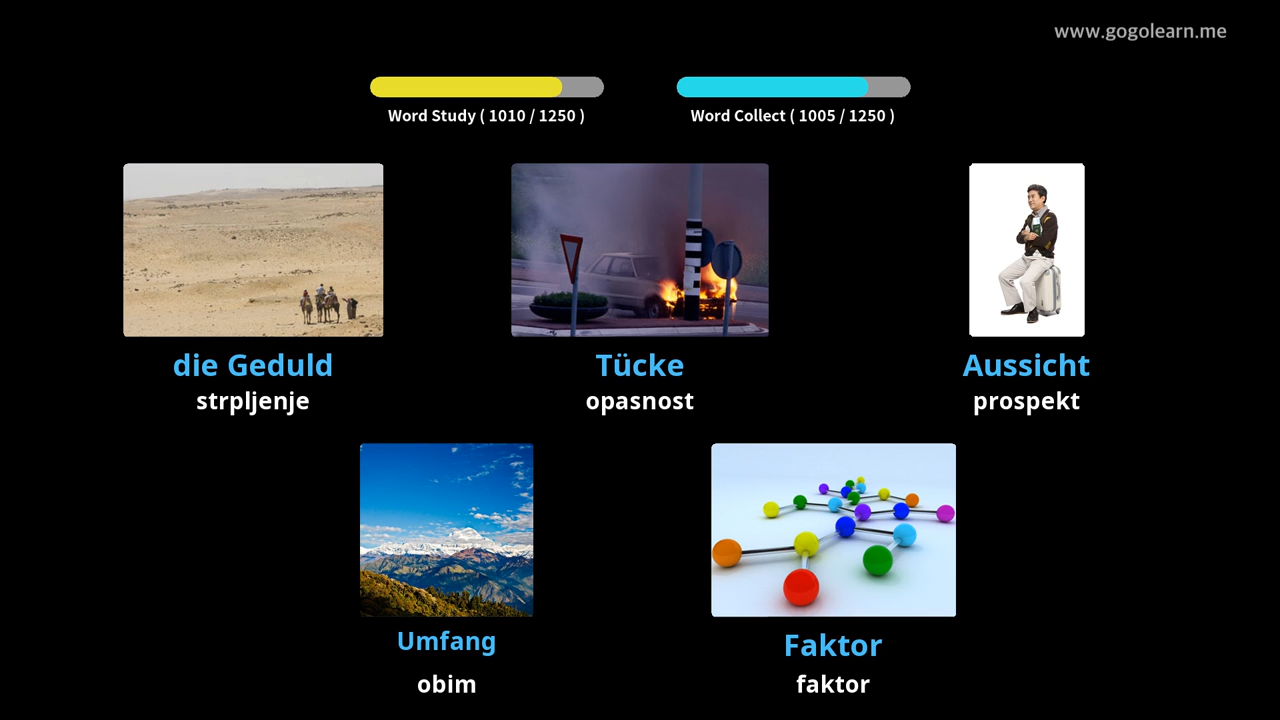 www.gogolearn.me
Word Study ( 1010 / 1250 )
Word Collect ( 1005 / 1250 )
die Geduld
strpljenje
Tücke
opasnost
Aussicht
prospekt
Umfang
obim
Faktor
faktor